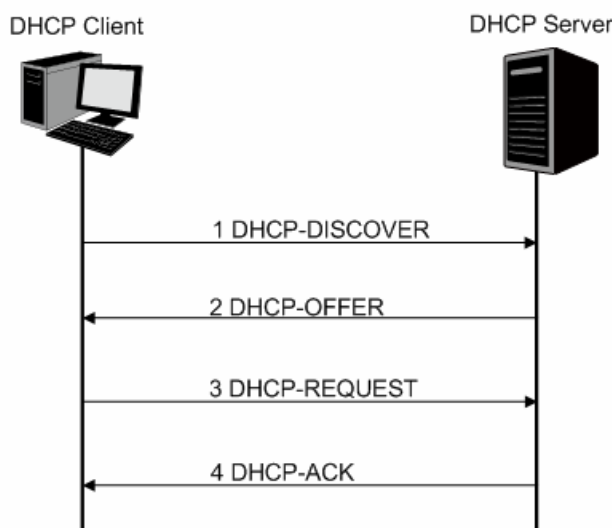 DHCP Client
DHCP Server
1 DHCP-DISCOVER
2 DHCP-OFFER
3 DHCP-REQUEST
4 DHCP-ACK